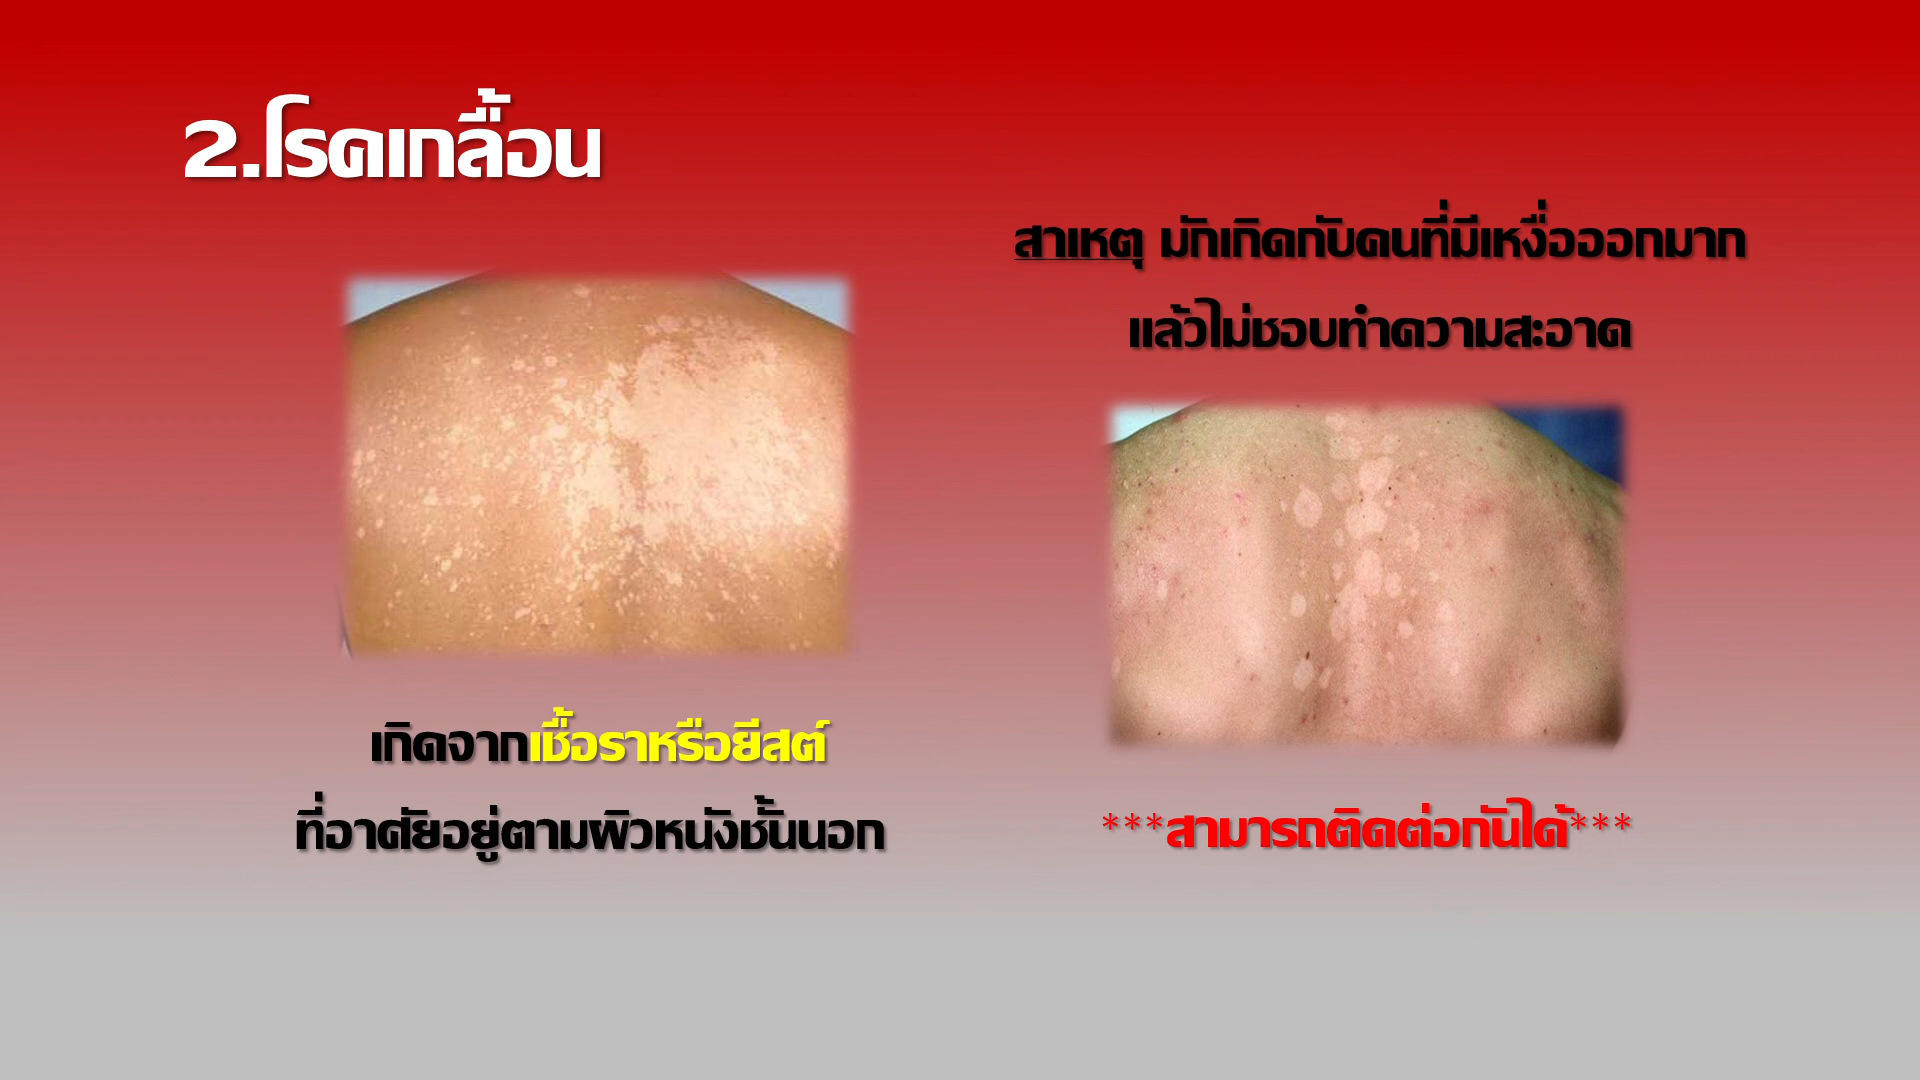 2.โรคเกลื้อน
สาเหตุ มักเกิดกับคนที่มีเหงื่อออกมาก
แล้วไม่ชอบทำความสะอาด
เกิดจากเชื้อราหรือยีสต์
ที่อาศัยอยู่ตามผิวหนังชั้นนอก
***สามารถติดต่อกันได้***